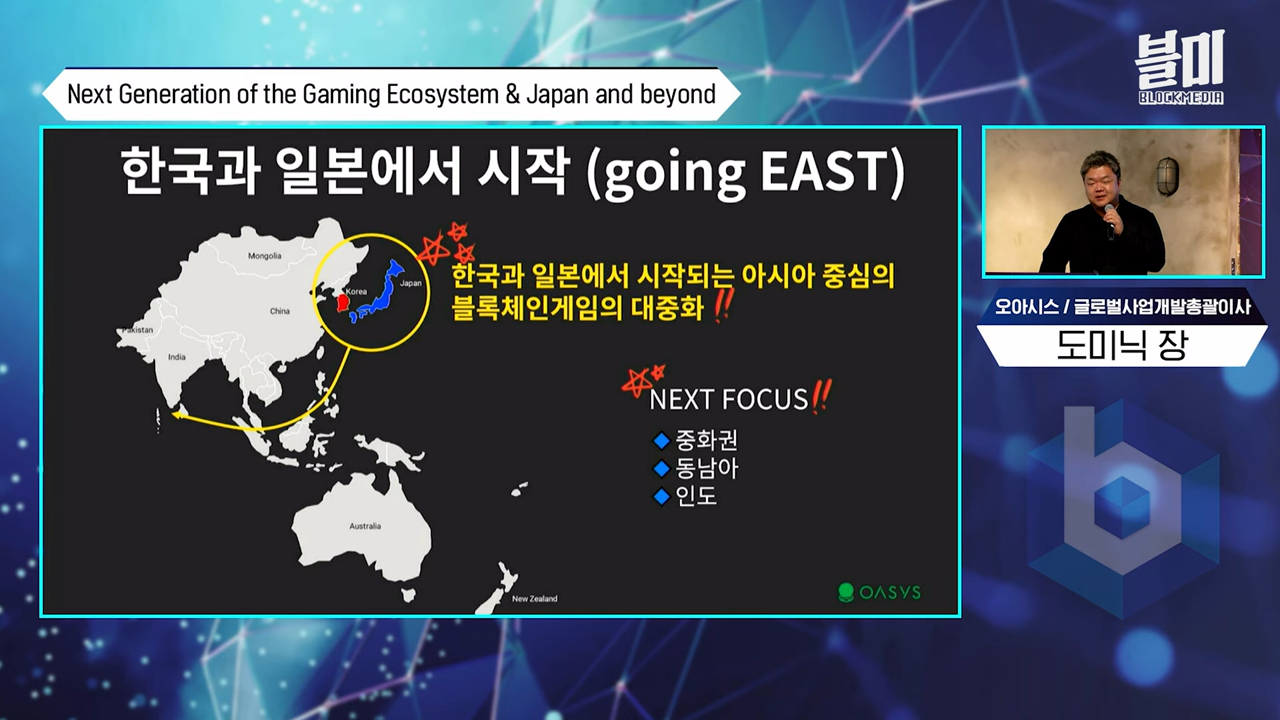 블미
BLOCKMEDIA
Next Generation of the Gaming Ecosystem & Japan and beyond
한국과 일본에서 시작 (going EAST)
Mongolia
Korea
Japan
China
Pakistan
India
한국과 일본에서 시작되는 아시아 중심의
블록체인게임의 대중화 !!
NEXT FOCUS !!
중화권
동남아
인도
Australia
New Zealand
OASYS
오아시스 / 글로벌사업개발총괄이사
도미닉 장